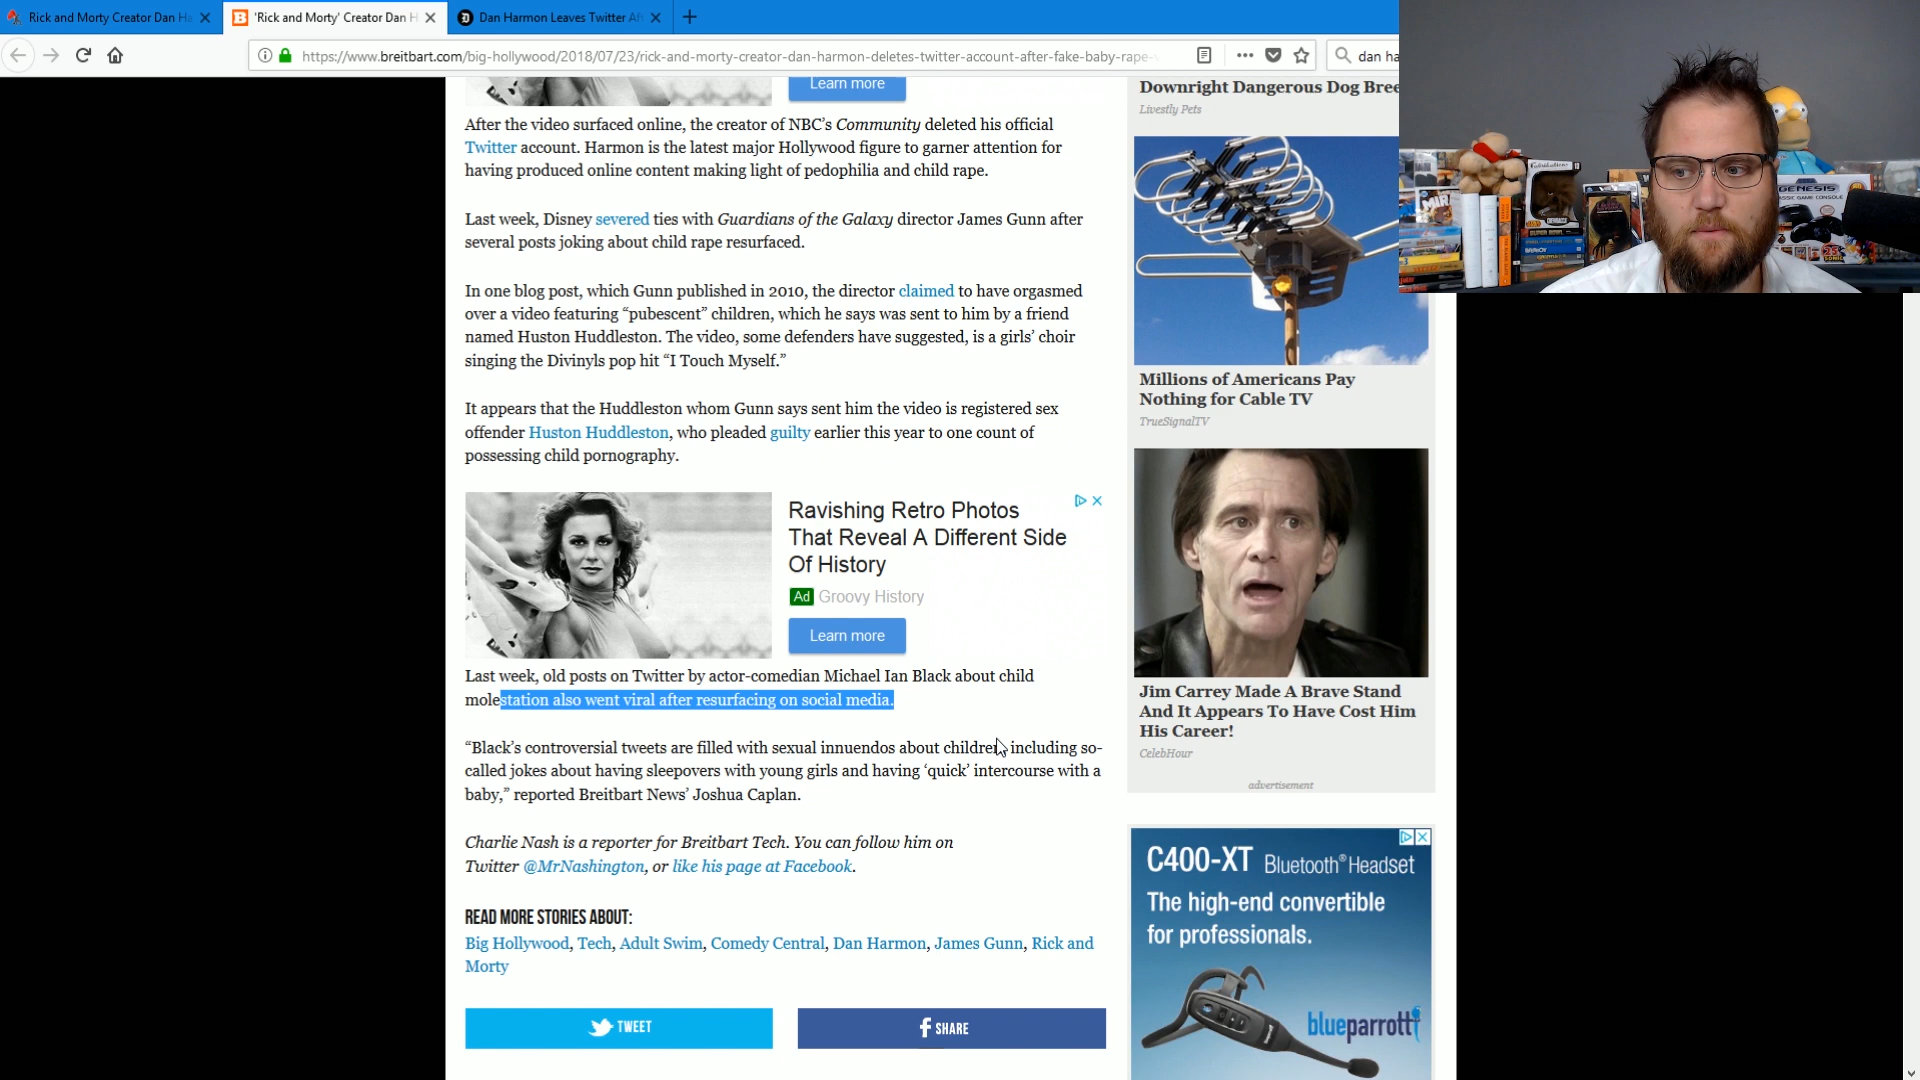 Rick and Morty Creator Dan Ha
'Rick and Morty' Creator Dan H
Dan Harmon Leaves Twitter Af
https://www.breitbart.com/big-hollywood/2018/07/23/rick-and-morty-creator-dan-harmon-deletes-twitter-account-after-fake-baby-rape-v
dan ha
Learn more
After the video surfaced online, the creator of NBC's Community deleted his official
Twitter account. Harmon is the latest major Hollywood figure to garner attention for
having produced online content making light of pedophilia and child rape.
Last week, Disney severed ties with Guardians of the Galaxy director James Gunn after
several posts joking about child rape resurfaced.
In one blog post, which Gunn published in 2010, the director claimed to have orgasmed
over a video featuring “pubescent” children, which he says was sent to him by a friend
named Huston Huddleston. The video, some defenders have suggested, is a girls’ choir
singing the Divinyls pop hit “I Touch Myself.”
It appears that the Huddleston whom Gunn says sent him the video is registered sex
offender Huston Huddleston, who pleaded guilty earlier this year to one count of
possessing child pornography.
Ravishing Retro Photos
That Reveal A Different Side
Of History
Ad Groovy History
Learn more
Last week, old posts on Twitter by actor-comedian Michael Ian Black about child
molestation also went viral after resurfacing on social media.
“Black’s controversial tweets are filled with sexual innuendos about children, including so-
called jokes about having sleepovers with young girls and having ‘quick’ intercourse with a
baby,” reported Breitbart News’ Joshua Caplan.
Charlie Nash is a reporter for Breitbart Tech. You can follow him on
Twitter @MrNashington, or like his page at Facebook.
READ MORE STORIES ABOUT:
Big Hollywood, Tech, Adult Swim, Comedy Central, Dan Harmon, James Gunn, Rick and
Morty
TWEET
SHARE
Downright Dangerous Dog Bree
Livestly Pets
Millions of Americans Pay
Nothing for Cable TV
TrueSignalTV
Jim Carrey Made A Brave Stand
And It Appears To Have Cost Him
His Career!
CelebHour
advertisement
C400-XT Bluetooth® Headset
The high-end convertible
for professionals.
blueparrott
GENESIS